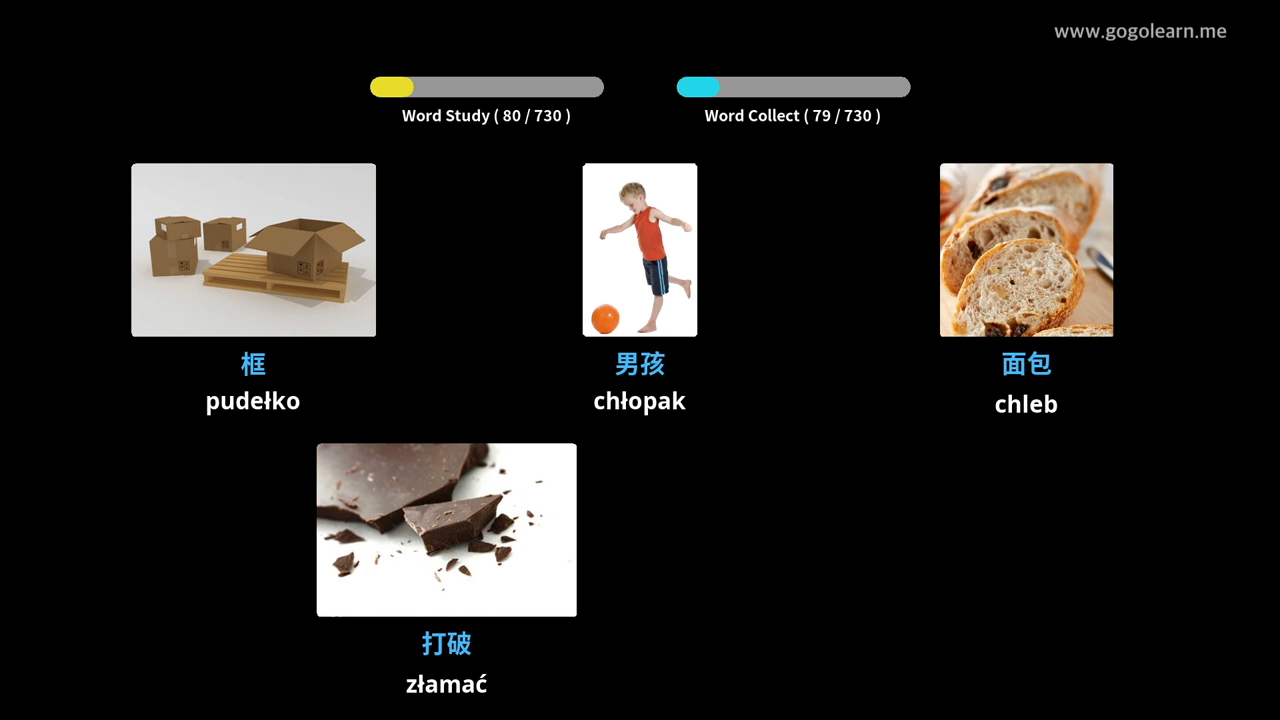 www.gogolearn.me
Word Study ( 80 / 730 )
Word Collect ( 79 / 730 )
框
pudełko
男孩
chłopak
面包
chleb
打破
złamać